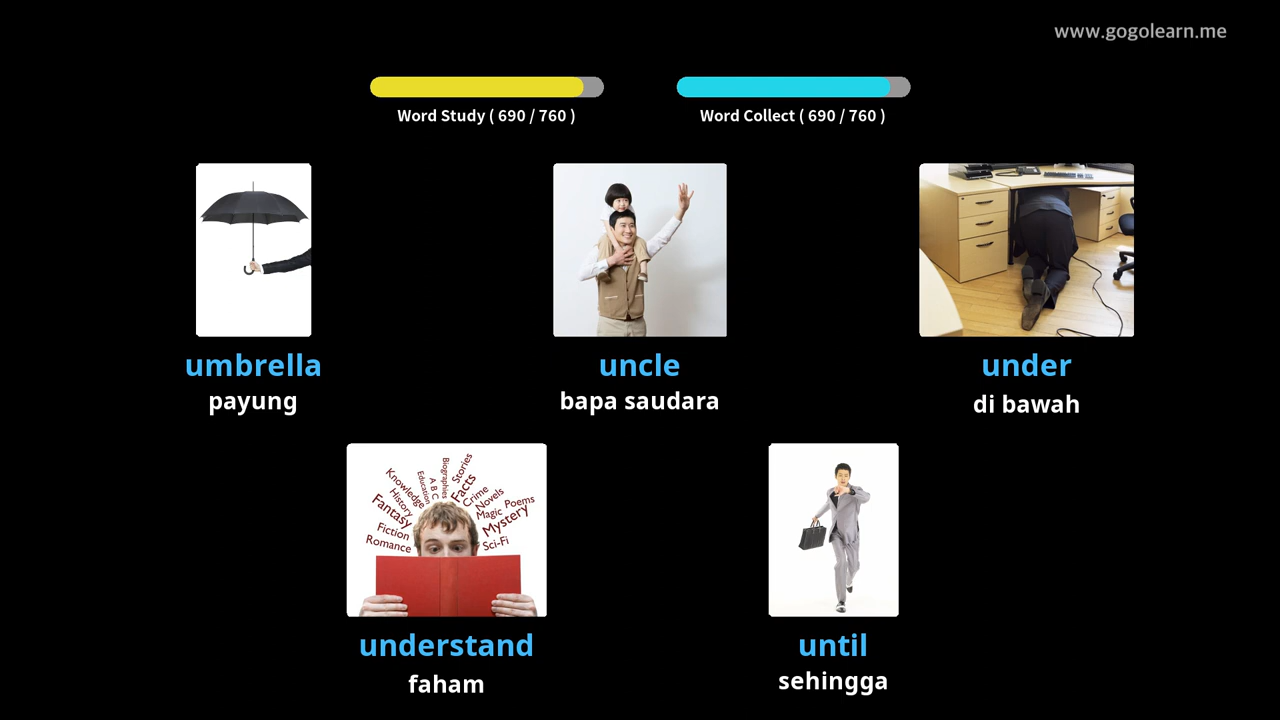 www.gogolearn.me
Word Study ( 690 / 760 )
Word Collect ( 690 / 760 )
umbrella
payung
uncle
bapa saudara
under
di bawah
Knowledge
History
Fantasy
Fiction
Romance
Education
A B C
Biographies
Stories
Facts
Crime
Novels
Magic
Poems
Mystery
Sci-Fi
understand
faham
until
sehingga